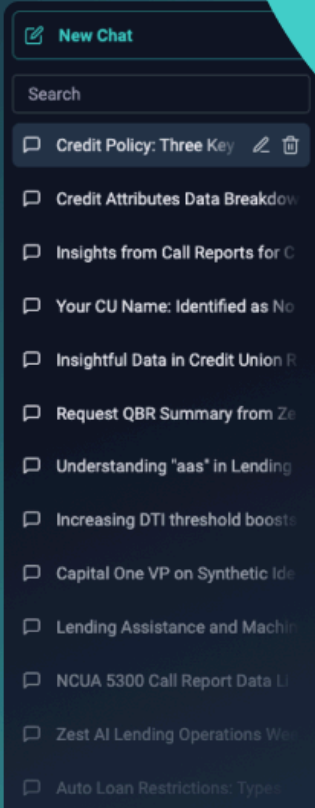 New Chat
Search
Credit Policy: Three Key
Credit Attributes Data Breakdow
Insights from Call Reports for C
Your CU Name: Identified as No
Insightful Data in Credit Union R
Request QBR Summary from Ze
Understanding "aas" in Lending
Increasing DTI threshold boosts
Capital One VP on Synthetic Ide
Lending Assistance and Machin
NCUA 5300 Call Report Data Li
Zest AI Lending Operations We
Auto Loan Restrictions: Types